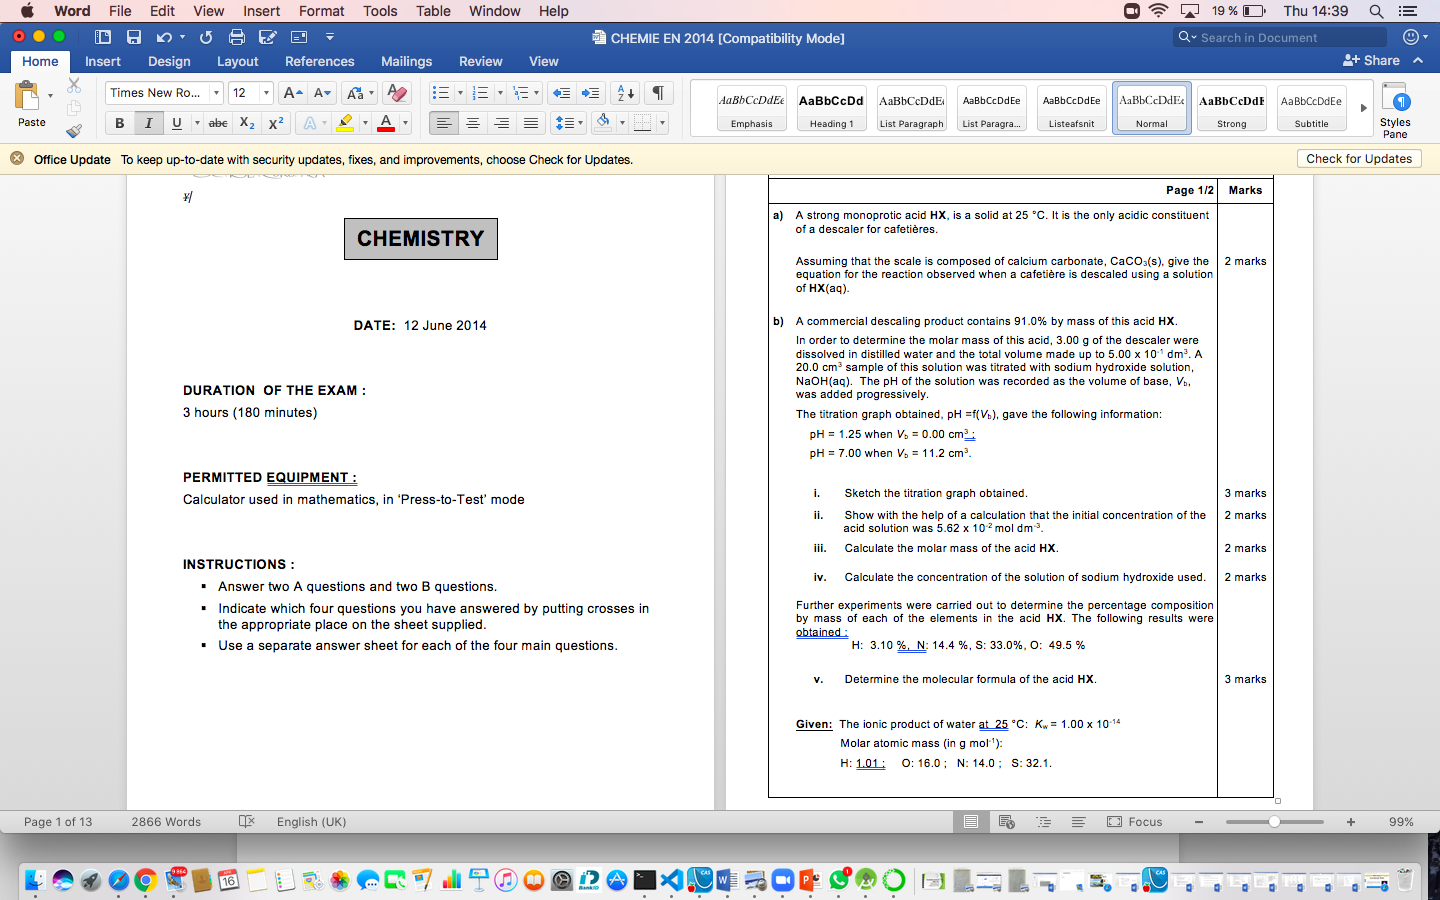 Word File Edit View Insert Format Tools Table Window Help 19 % Thu 14:39
CHEMIE EN 2014 [Compatibility Mode] Search in Document
Home Insert Design Layout References Mailings Review View Share
Paste Times New Ro... 12 A A Aa A
B I U abc X2 X2 A A
AaBbCcDdEe AaBbCcDd AaBbCcDdEe AaBbCcDdEe AaBbCcDdEe AaBbCcDdEe AaBbCcDdE AaBbCcDdEe
Emphasis Heading 1 List Paragraph List Paragra... Listeafsnit Normal Strong Subtitle
Styles
Pane
Office Update To keep up-to-date with security updates, fixes, and improvements, choose Check for Updates. Check for Updates
CHEMISTRY
DATE: 12 June 2014
DURATION OF THE EXAM :
3 hours (180 minutes)
PERMITTED EQUIPMENT :
Calculator used in mathematics, in ‘Press-to-Test’ mode
INSTRUCTIONS :
▪ Answer two A questions and two B questions.
▪ Indicate which four questions you have answered by putting crosses in
the appropriate place on the sheet supplied.
▪ Use a separate answer sheet for each of the four main questions.
Page 1/2 Marks
a) A strong monoprotic acid HX, is a solid at 25 °C. It is the only acidic constituent
of a descaler for cafetières.
Assuming that the scale is composed of calcium carbonate, CaCO₃(s), give the 2 marks
equation for the reaction observed when a cafetière is descaled using a solution
of HX(aq).
b) A commercial descaling product contains 91.0% by mass of this acid HX.
In order to determine the molar mass of this acid, 3.00 g of the descaler were
dissolved in distilled water and the total volume made up to 5.00 x 10⁻¹ dm³. A
20.0 cm³ sample of this solution was titrated with sodium hydroxide solution,
NaOH(aq). The pH of the solution was recorded as the volume of base, Vb,
was added progressively.
The titration graph obtained, pH =f(Vb), gave the following information:
pH = 1.25 when Vb = 0.00 cm³ ;
pH = 7.00 when Vb = 11.2 cm³.
i. Sketch the titration graph obtained. 3 marks
ii. Show with the help of a calculation that the initial concentration of the 2 marks
acid solution was 5.62 x 10⁻² mol dm⁻³.
iii. Calculate the molar mass of the acid HX. 2 marks
iv. Calculate the concentration of the solution of sodium hydroxide used. 2 marks
Further experiments were carried out to determine the percentage composition
by mass of each of the elements in the acid HX. The following results were
obtained :
H: 3.10 %, N: 14.4 %, S: 33.0%, O: 49.5 %
v. Determine the molecular formula of the acid HX. 3 marks
Given: The ionic product of water at 25 °C: Kw = 1.00 x 10⁻¹⁴
Molar atomic mass (in g mol⁻¹):
H: 1.01 ; O: 16.0 ; N: 14.0 ; S: 32.1.
Page 1 of 13 2866 Words English (UK) Focus 99%